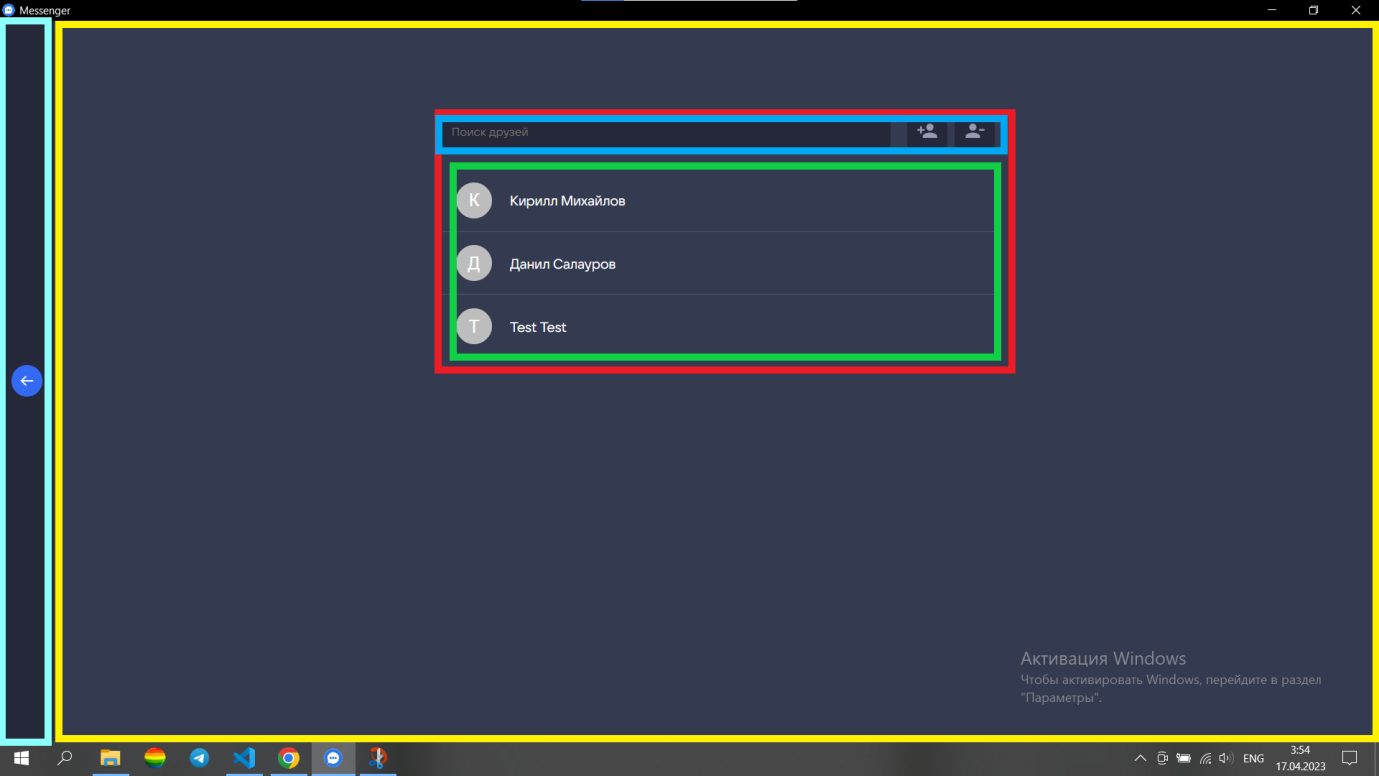 Messenger
Поиск друзей
К
Кирилл Михайлов
Д
Данил Салауров
T
Test Test
Активация Windows
Чтобы активировать Windows, перейдите в раздел
"Параметры".
ENG
3:54
17.04.2023